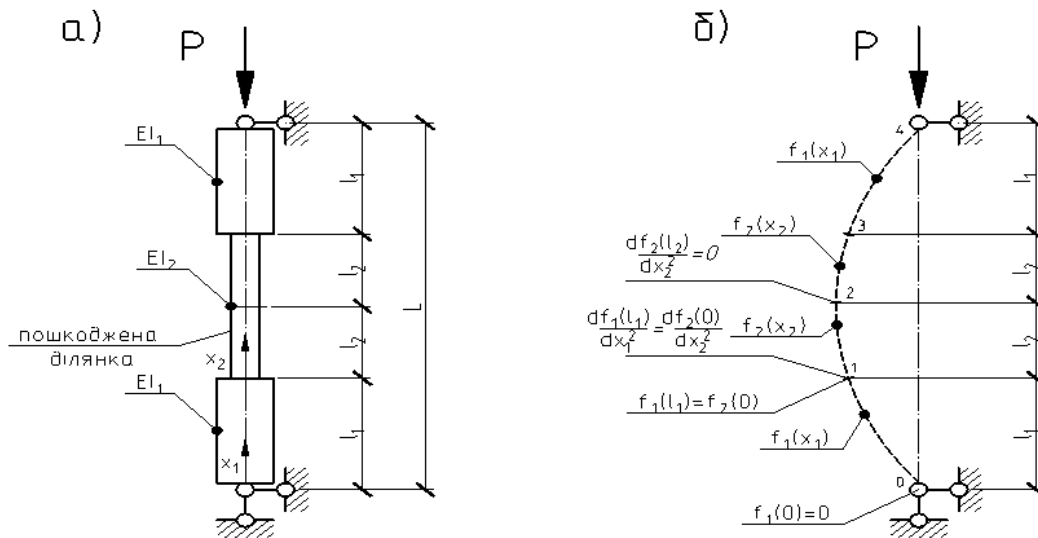 а)
P
EI₁
l₁
EI₂
l₂
L
пошкоджена
ділянка
x₂
l₂
EI₁
l₁
x₁
б)
P
4
f₁(x₁)
l₁
f₂(x₂)
3
df₂(l₂)/dx₂²=0
l₂
2
df₁(l₁)/dx₁²=df₂(0)/dx₂²
f₂(x₂)
l₂
1
f₁(l₁)=f₂(0)
f₁(x₁)
l₁
0
f₁(0)=0